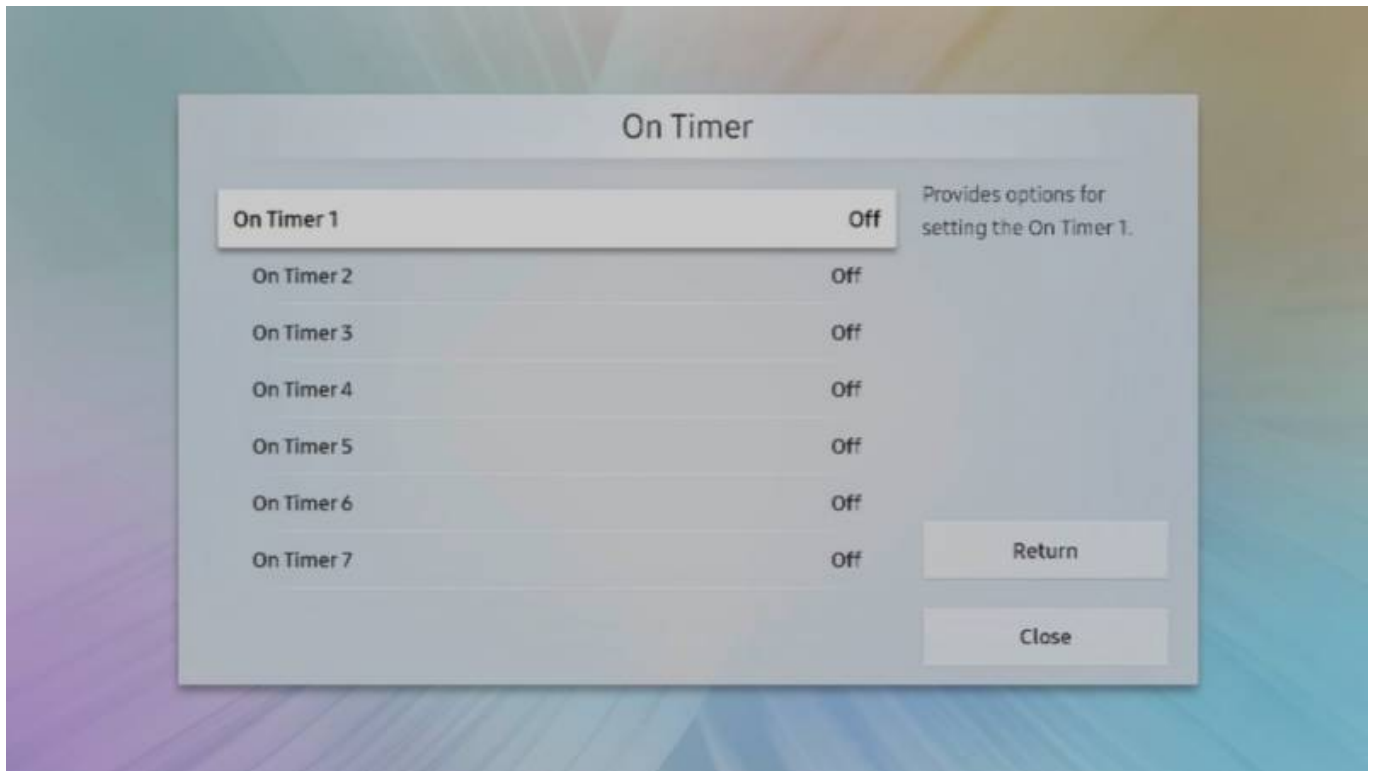 On Timer
On Timer 1 Off
Provides options for
setting the On Timer 1.
On Timer 2 Off
On Timer 3 Off
On Timer 4 Off
On Timer 5 Off
On Timer 6 Off
On Timer 7 Off
Return
Close